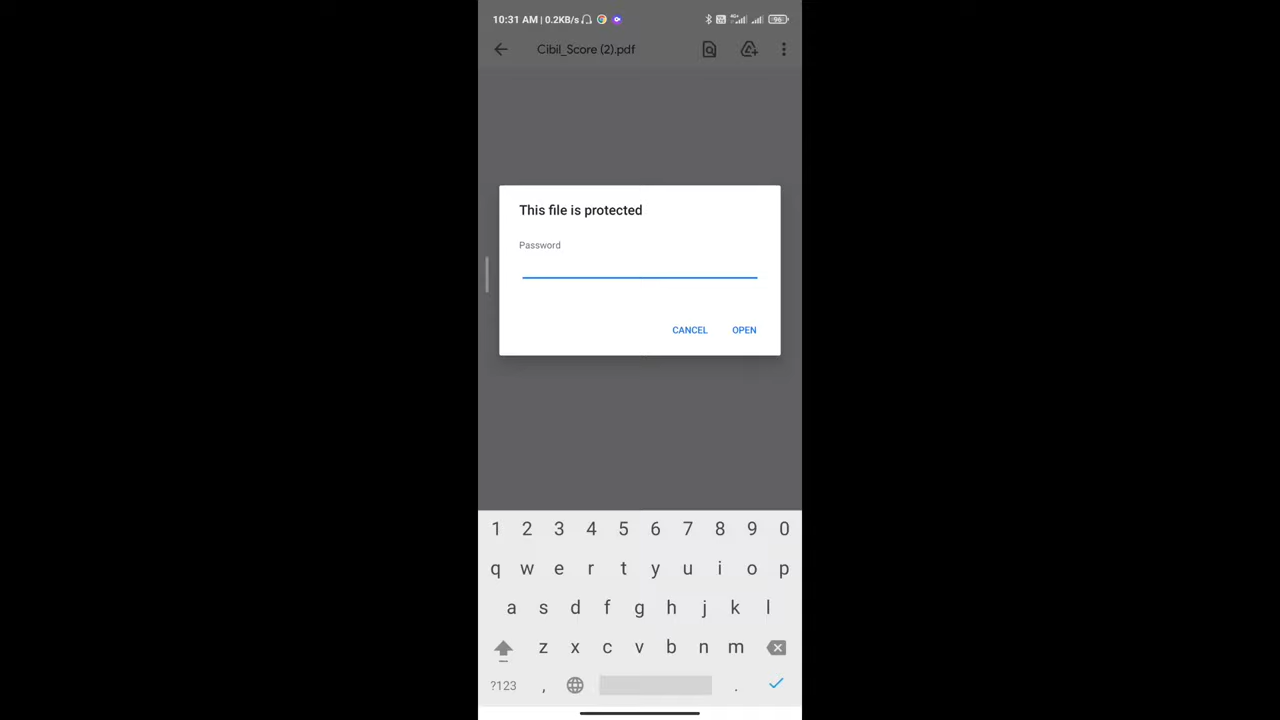 10:31 AM | 0.2KB/s
96
Cibil_Score (2).pdf
This file is protected
Password
CANCEL OPEN
1 2 3 4 5 6 7 8 9 0
q w e r t y u i o p
a s d f g h j k l
z x c v b n m
?123 , .